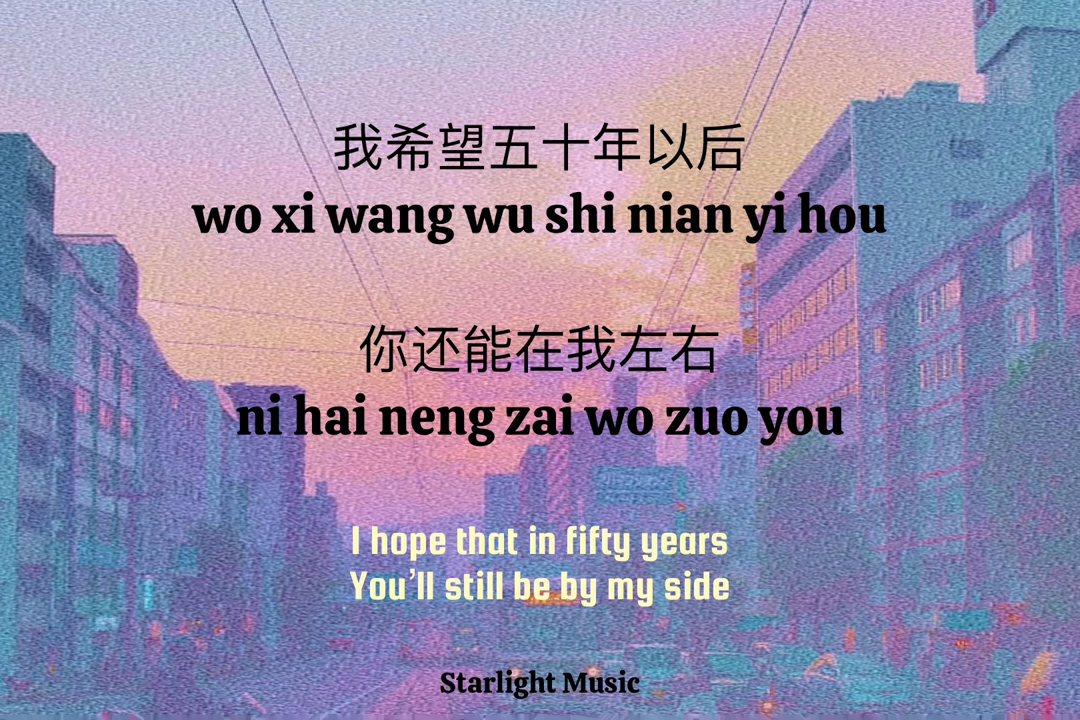 我希望五十年以后
wo xi wang wu shi nian yi hou
你还能在我左右
ni hai neng zai wo zuo you
I hope that in fifty years
You’ll still be by my side
Starlight Music